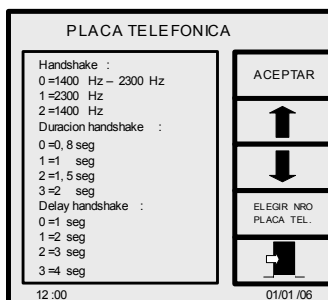 PLACA TELEFONICA
Handshake :
0 =1400 Hz – 2300 Hz
1 =2300 Hz
2 =1400 Hz
Duracion handshake :
0 =0, 8 seg
1 =1 seg
2 =1, 5 seg
3 =2 seg
Delay handshake :
0 =1 seg
1 =2 seg
2 =3 seg
3 =4 seg
ACEPTAR
ELEGIR NRO
PLACA TEL.
12 :00
01/01 /06